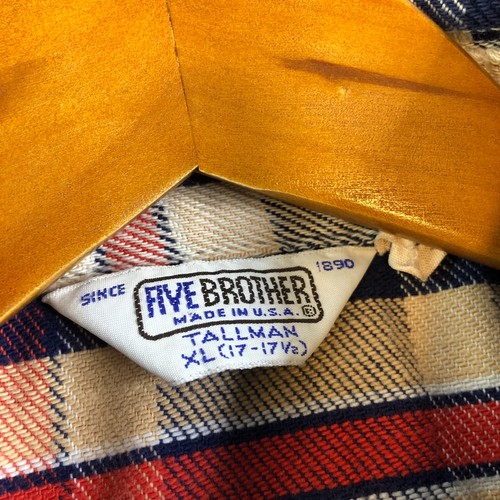 SINCE 1890
FIVE BROTHER
MADE IN U.S.A.
TALLMAN
XL (17-17½)